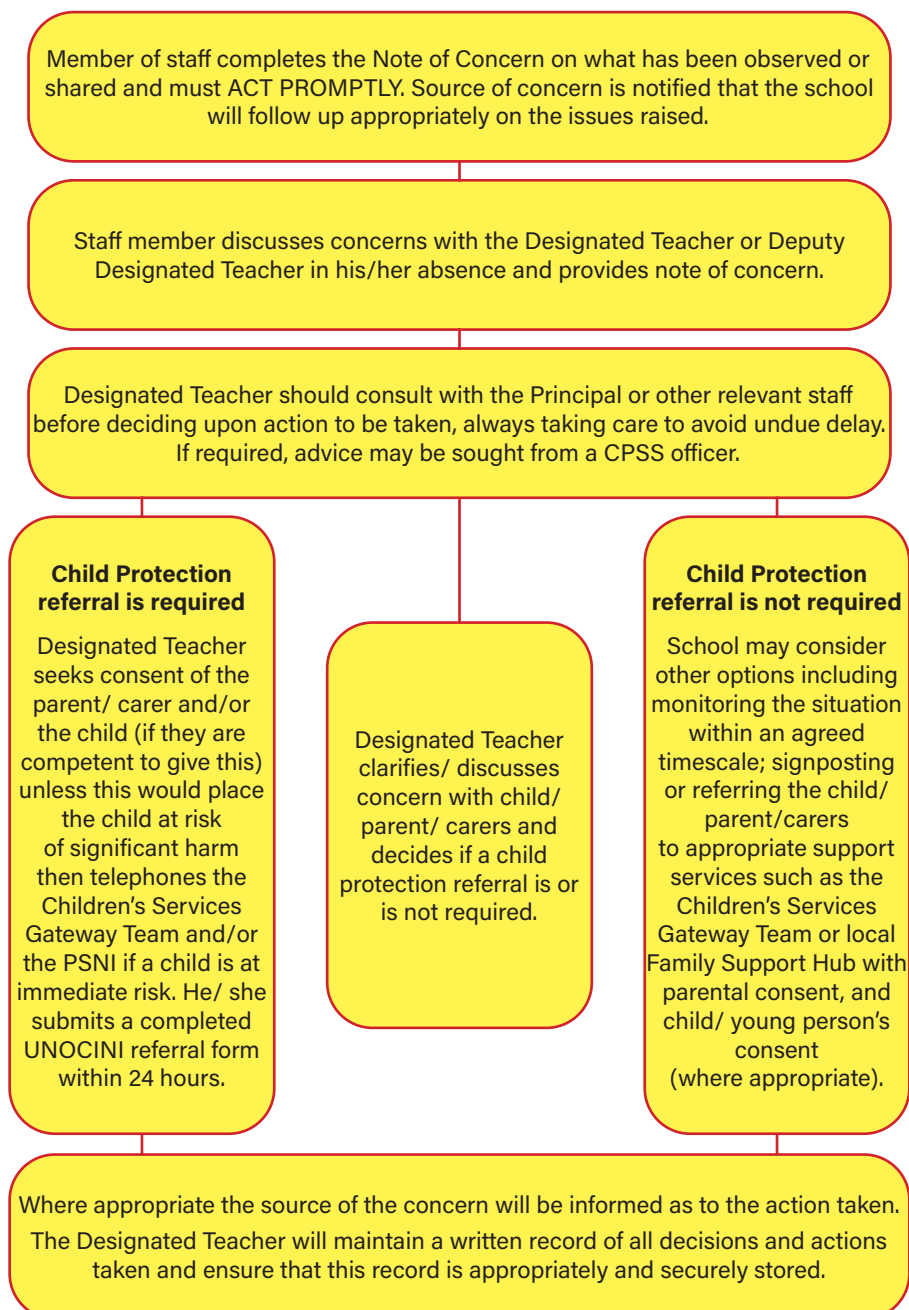 Member of staff completes the Note of Concern on what has been observed or
shared and must ACT PROMPTLY. Source of concern is notified that the school
will follow up appropriately on the issues raised.
Staff member discusses concerns with the Designated Teacher or Deputy
Designated Teacher in his/her absence and provides note of concern.
Designated Teacher should consult with the Principal or other relevant staff
before deciding upon action to be taken, always taking care to avoid undue delay.
If required, advice may be sought from a CPSS officer.
Child Protection
referral is required
Designated Teacher
seeks consent of the
parent/ carer and/or
the child (if they are
competent to give this)
unless this would place
the child at risk
of significant harm
then telephones the
Children's Services
Gateway Team and/or
the PSNI if a child is at
immediate risk. He/ she
submits a completed
UNOCINI referral form
within 24 hours.
Designated Teacher
clarifies/ discusses
concern with child/
parent/ carers and
decides if a child
protection referral is or
is not required.
Child Protection
referral is not required
School may consider
other options including
monitoring the situation
within an agreed
timescale; signposting
or referring the child/
parent/carers
to appropriate support
services such as the
Children's Services
Gateway Team or local
Family Support Hub with
parental consent, and
child/ young person's
consent
(where appropriate).
Where appropriate the source of the concern will be informed as to the action taken.
The Designated Teacher will maintain a written record of all decisions and actions
taken and ensure that this record is appropriately and securely stored.